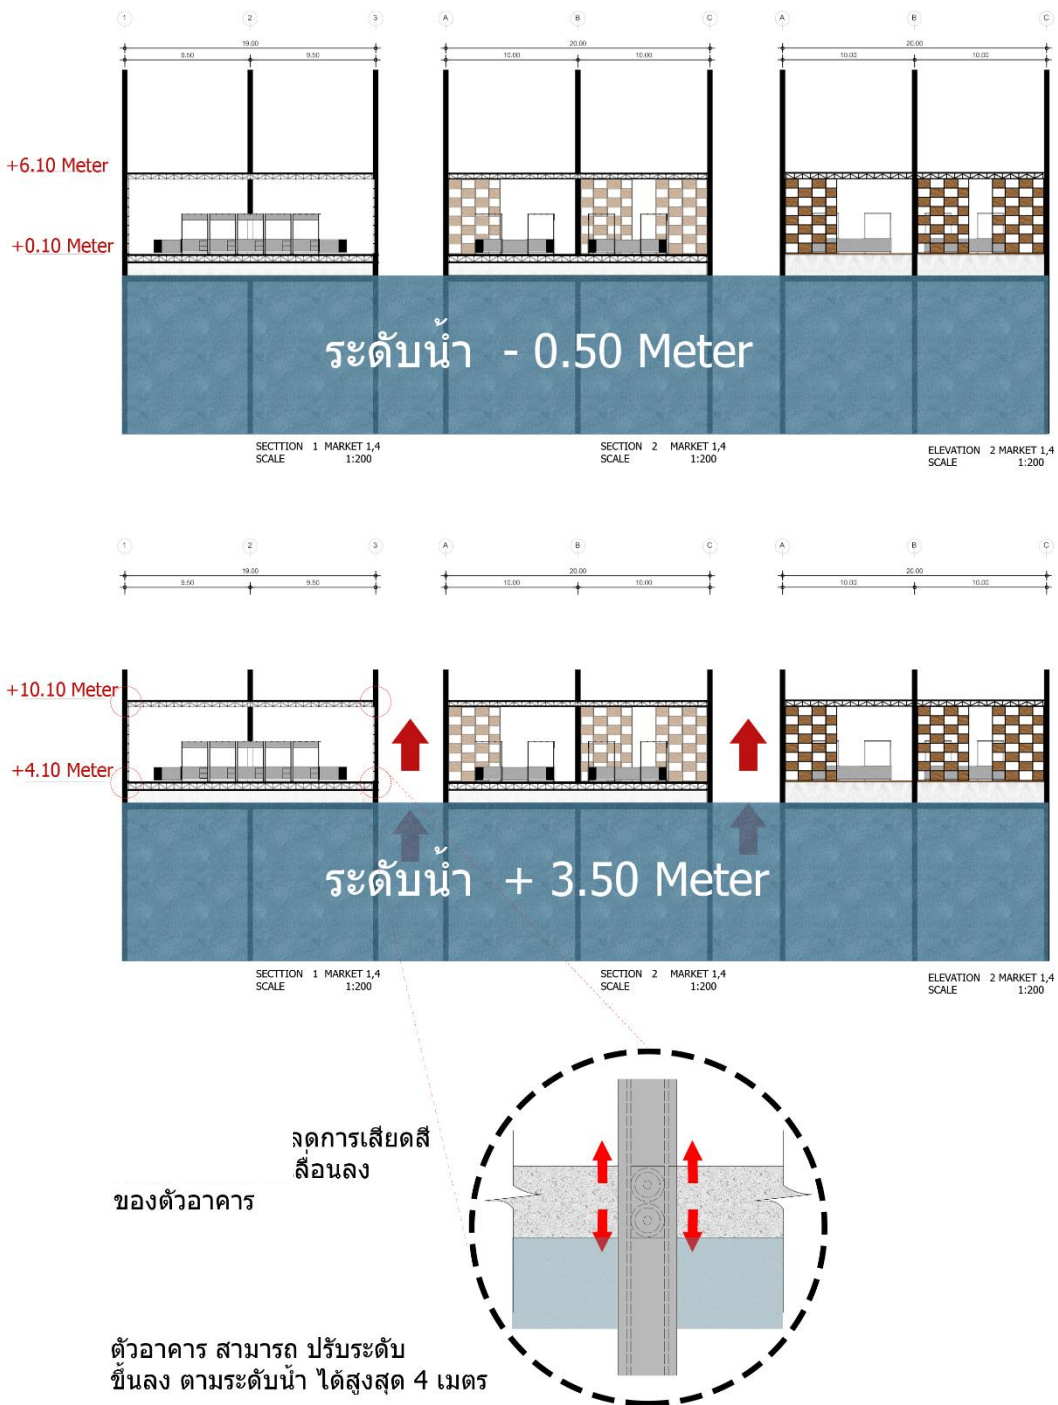 1 2 3 A B C A B C
19.00 20.00 20.00
9.50 9.50 10.00 10.00 10.00 10.00
+6.10 Meter
+0.10 Meter
ระดับน้ำ - 0.50 Meter
SECTTION 1 MARKET 1,4 SECTION 2 MARKET 1,4 ELEVATION 2 MARKET 1,4
SCALE 1:200 SCALE 1:200 SCALE 1:200
1 2 3 A B C A B C
19.00 20.00 20.00
9.50 9.50 10.00 10.00 10.00 10.00
+10.10 Meter
+4.10 Meter
ระดับน้ำ + 3.50 Meter
SECTTION 1 MARKET 1,4 SECTION 2 MARKET 1,4 ELEVATION 2 MARKET 1,4
SCALE 1:200 SCALE 1:200 SCALE 1:200
ลดการเสียดสี
ลื่อนลง
ของตัวอาคาร
ตัวอาคาร สามารถ ปรับระดับ
ขึ้นลง ตามระดับน้ำ ได้สูงสุด 4 เมตร